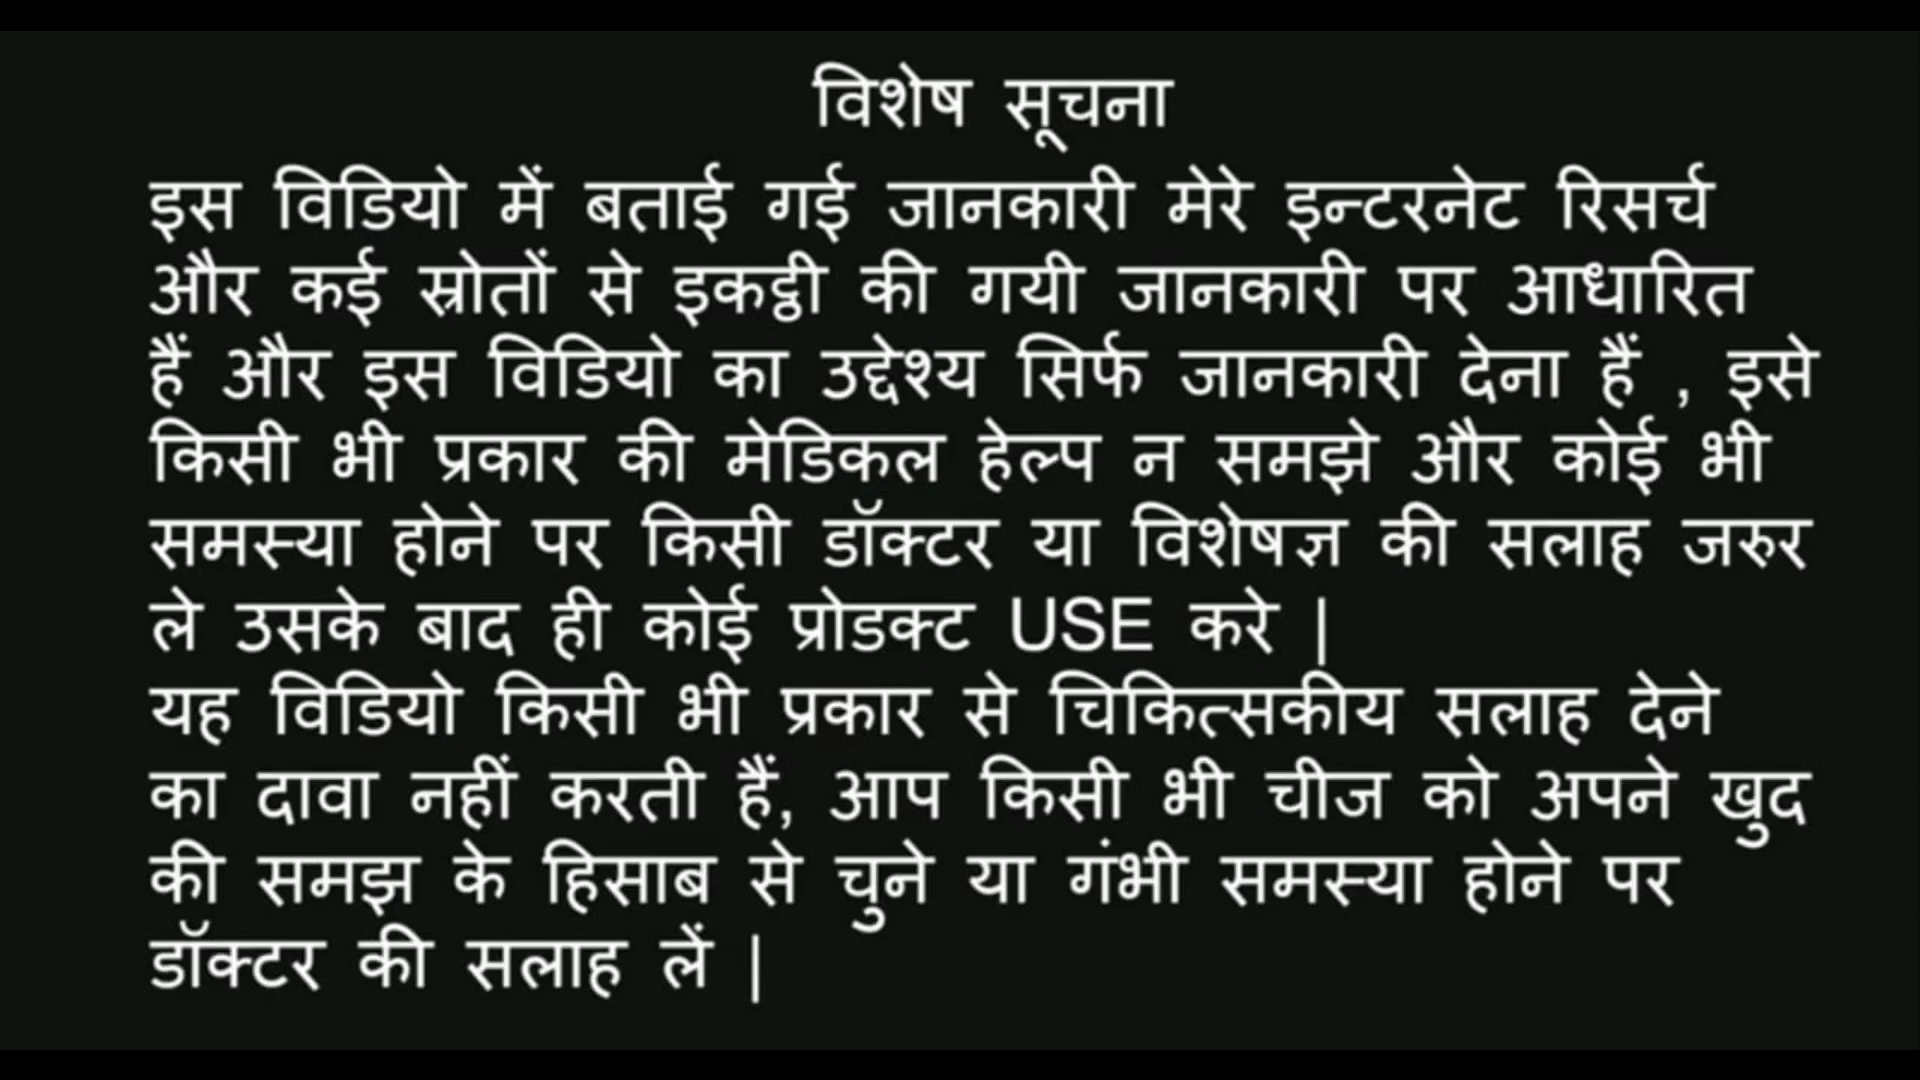 विशेष सूचना
इस विडियो में बताई गई जानकारी मेरे इन्टरनेट रिसर्च
और कई स्रोतों से इकट्ठी की गयी जानकारी पर आधारित
हैं और इस विडियो का उद्देश्य सिर्फ जानकारी देना हैं , इसे
किसी भी प्रकार की मेडिकल हेल्प न समझे और कोई भी
समस्या होने पर किसी डॉक्टर या विशेषज्ञ की सलाह जरुर
ले उसके बाद ही कोई प्रोडक्ट USE करे |
यह विडियो किसी भी प्रकार से चिकित्सकीय सलाह देने
का दावा नहीं करती हैं, आप किसी भी चीज को अपने खुद
की समझ के हिसाब से चुने या गंभी समस्या होने पर
डॉक्टर की सलाह लें |